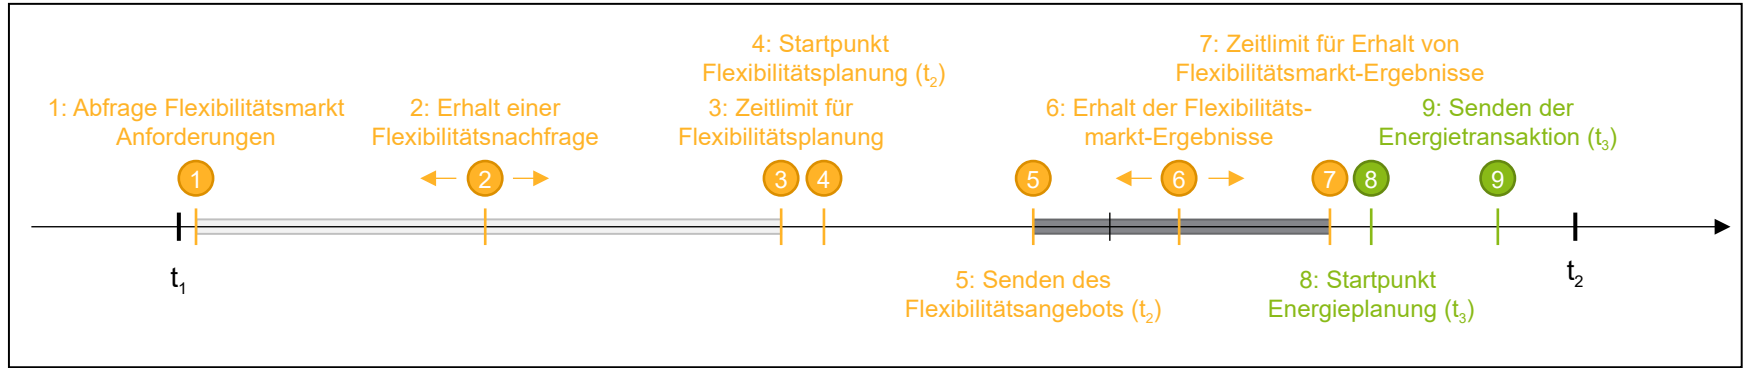 4: Startpunkt
Flexibilitätsplanung (t2)
7: Zeitlimit für Erhalt von
Flexibilitätsmarkt-Ergebnisse
1: Abfrage Flexibilitätsmarkt
Anforderungen
2: Erhalt einer
Flexibilitätsnachfrage
3: Zeitlimit für
Flexibilitätsplanung
6: Erhalt der Flexibilitäts-
markt-Ergebnisse
9: Senden der
Energietransaktion (t3)
1
2
3
4
5
6
7
8
9
t1
t2
5: Senden des
Flexibilitätsangebots (t2)
8: Startpunkt
Energieplanung (t3)